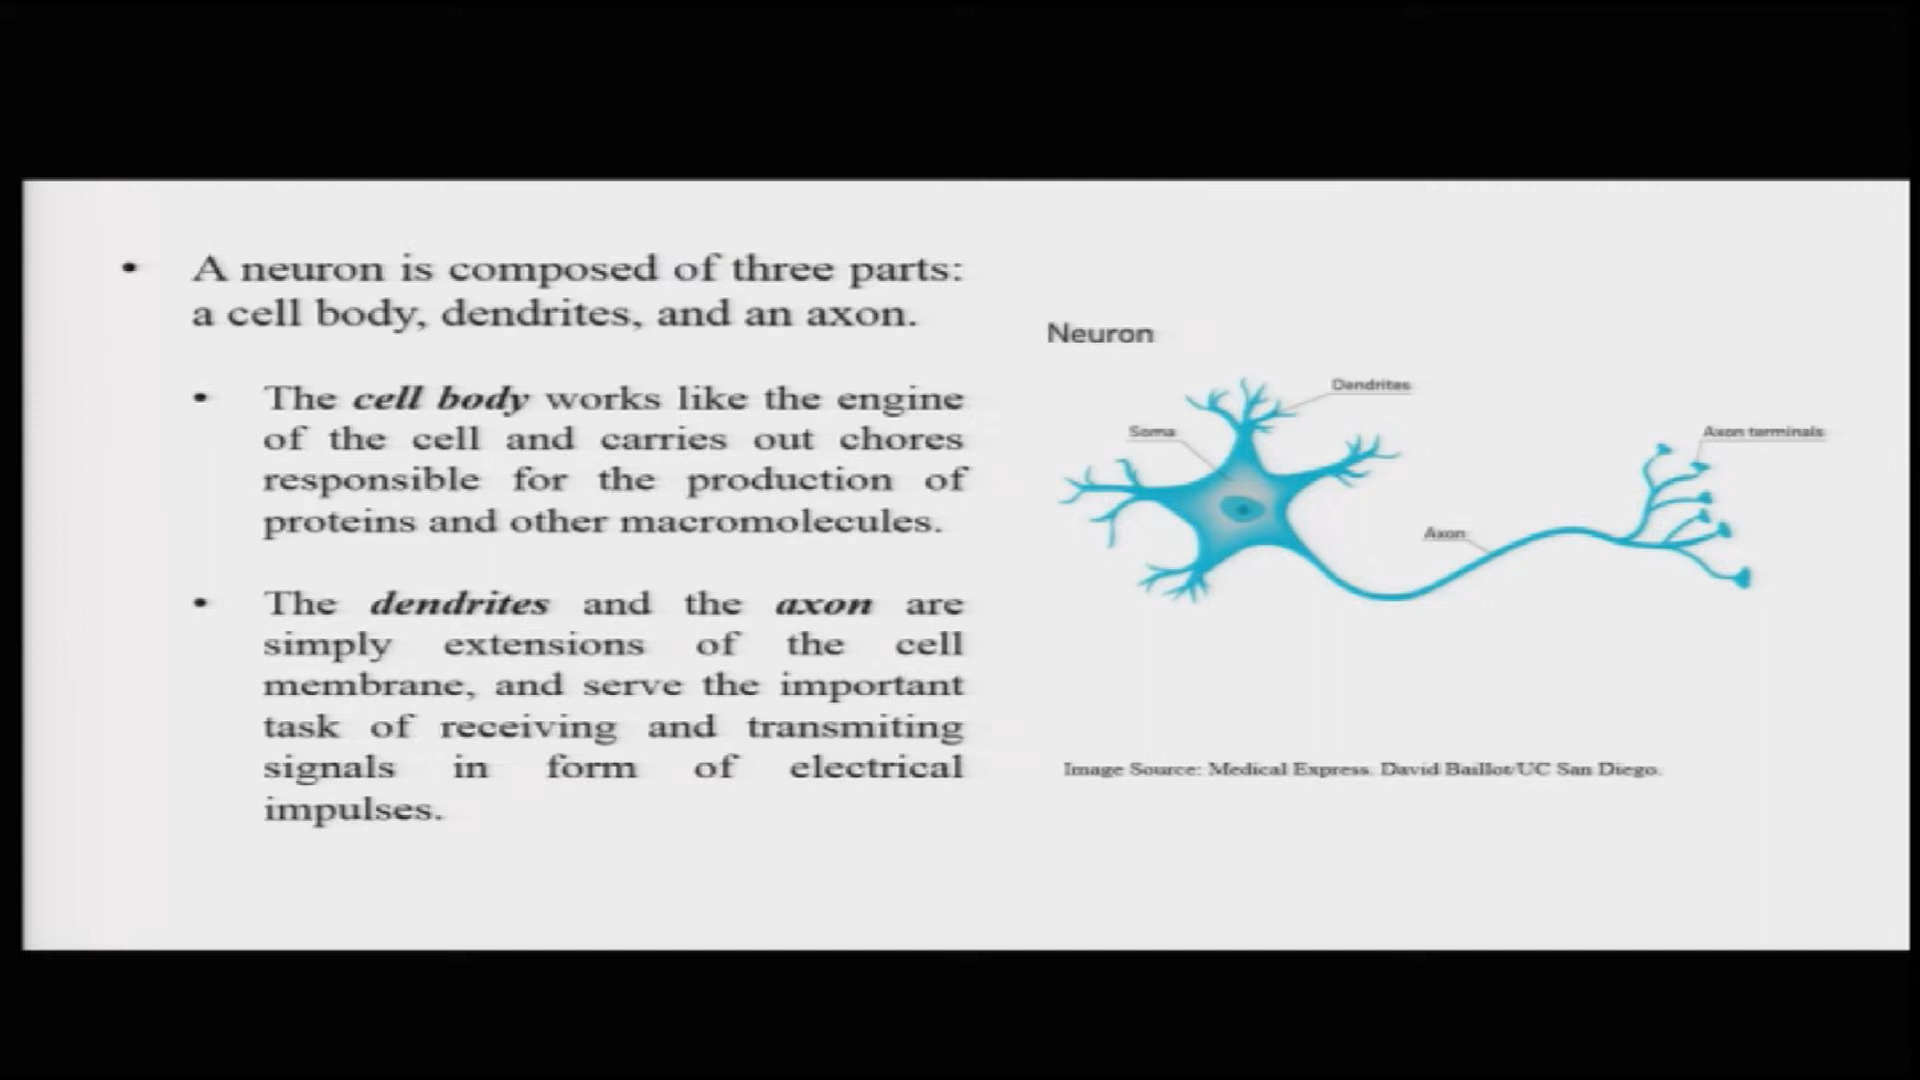 • A neuron is composed of three parts:
a cell body, dendrites, and an axon.
• The cell body works like the engine
of the cell and carries out chores
responsible for the production of
proteins and other macromolecules.
• The dendrites and the axon are
simply extensions of the cell
membrane, and serve the important
task of receiving and transmiting
signals in form of electrical
impulses.
Neuron
Dendrites
Soma
Axon terminals
Axon
Image Source: Medical Express. David Baillot/UC San Diego.